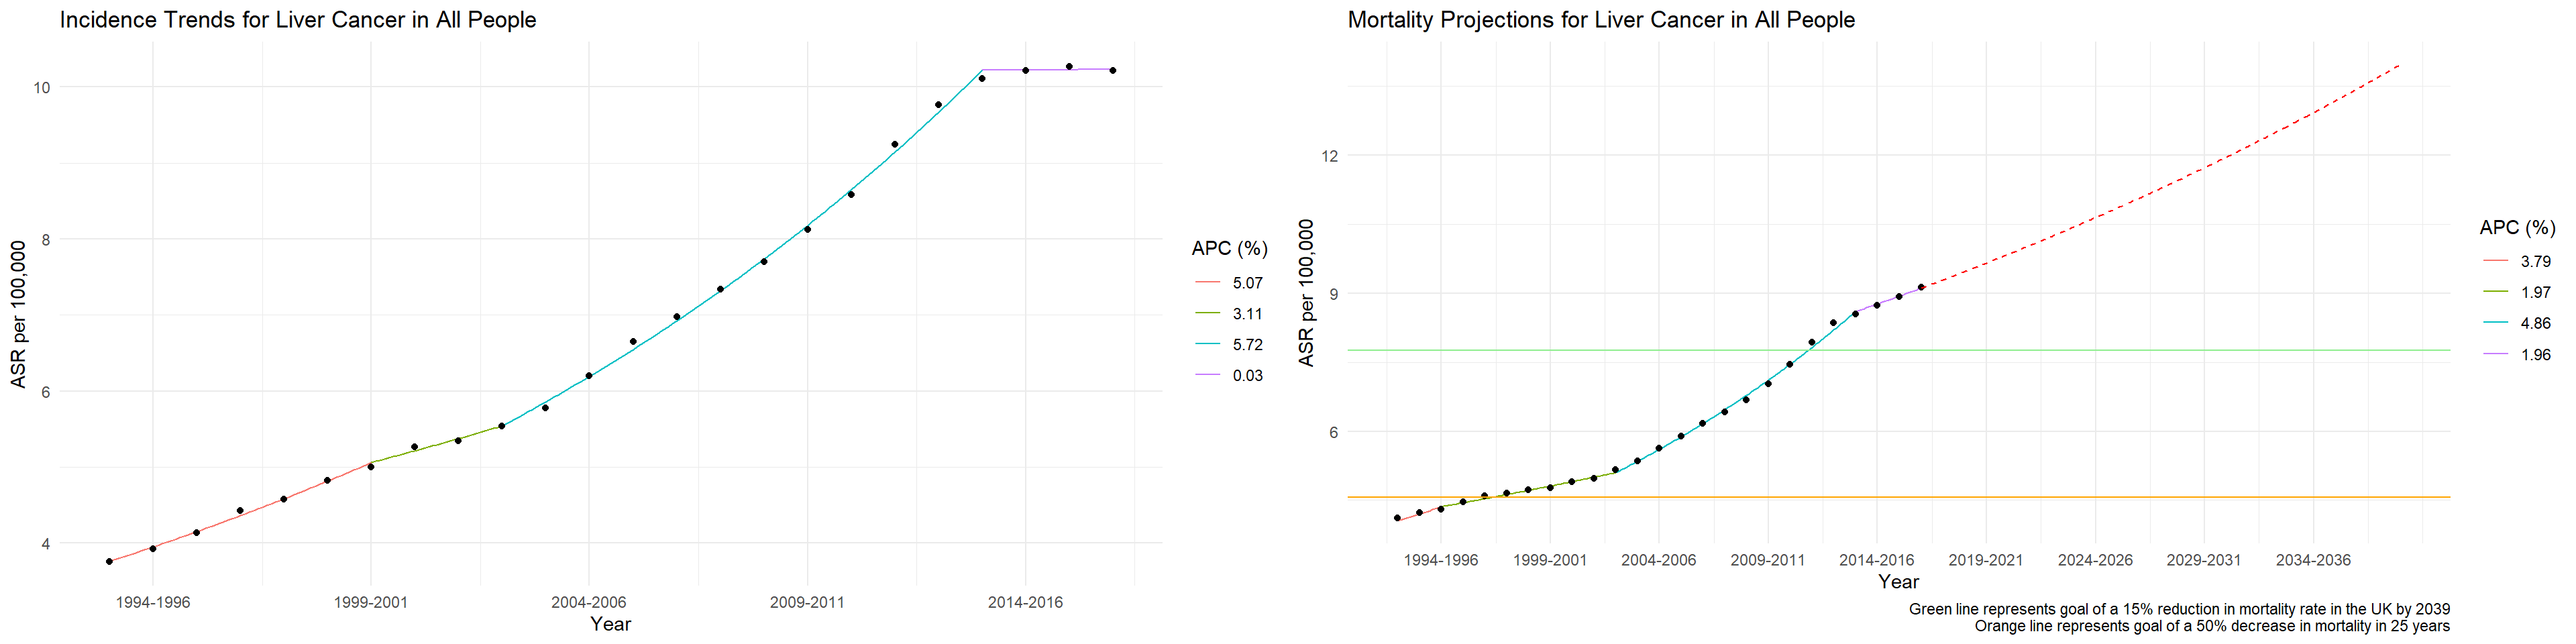 Incidence Trends for Liver Cancer in All People
ASR per 100,000
10
8
6
4
1994-1996
1999-2001
2004-2006
2009-2011
2014-2016
Year
APC (%)
5.07
3.11
5.72
0.03
Mortality Projections for Liver Cancer in All People
ASR per 100,000
12
9
6
1994-1996
1999-2001
2004-2006
2009-2011
2014-2016
2019-2021
2024-2026
2029-2031
2034-2036
Year
APC (%)
3.79
1.97
4.86
1.96
Green line represents goal of a 15% reduction in mortality rate in the UK by 2039
Orange line represents goal of a 50% decrease in mortality in 25 years